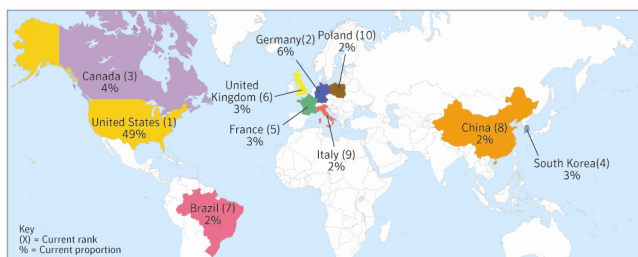 Germany(2)
6%
Poland (10)
2%
Canada (3)
4%
United
Kingdom (6)
3%
United States (1)
49%
France (5)
3%
China (8)
2%
Italy (9)
2%
South Korea(4)
3%
Brazil (7)
2%
Key
(X) = Current rank
% = Current proportion